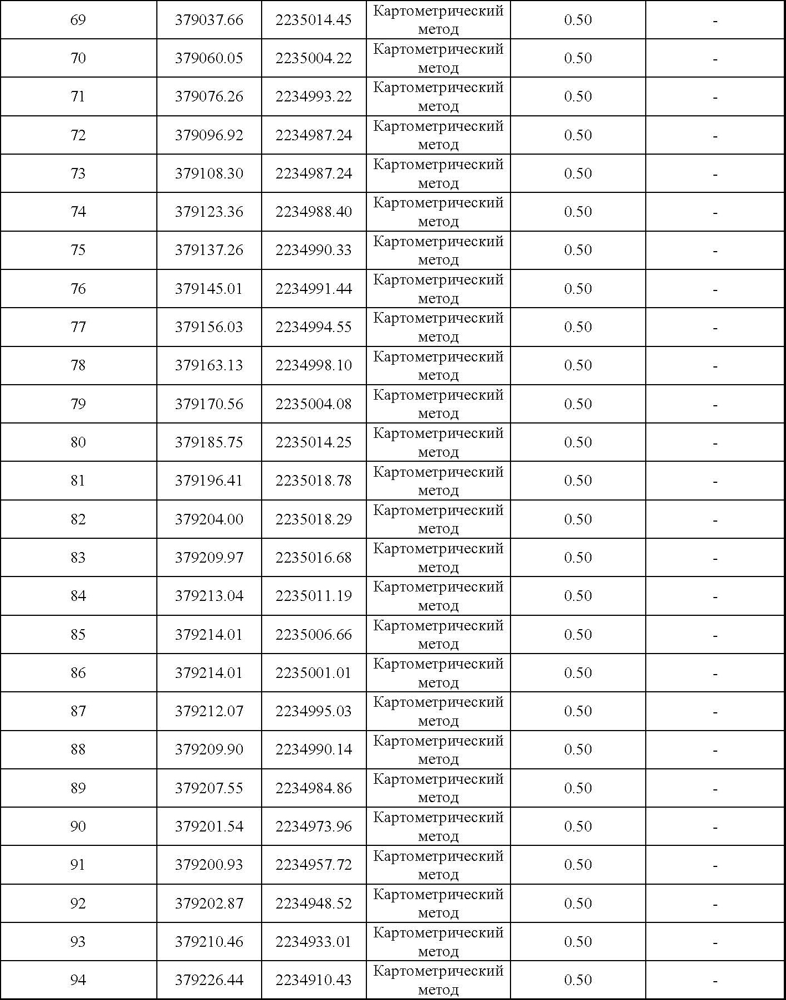 69 379037.66 2235014.45 Картометрический метод 0.50 -
70 379060.05 2235004.22 Картометрический метод 0.50 -
71 379076.26 2234993.22 Картометрический метод 0.50 -
72 379096.92 2234987.24 Картометрический метод 0.50 -
73 379108.30 2234987.24 Картометрический метод 0.50 -
74 379123.36 2234988.40 Картометрический метод 0.50 -
75 379137.26 2234990.33 Картометрический метод 0.50 -
76 379145.01 2234991.44 Картометрический метод 0.50 -
77 379156.03 2234994.55 Картометрический метод 0.50 -
78 379163.13 2234998.10 Картометрический метод 0.50 -
79 379170.56 2235004.08 Картометрический метод 0.50 -
80 379185.75 2235014.25 Картометрический метод 0.50 -
81 379196.41 2235018.78 Картометрический метод 0.50 -
82 379204.00 2235018.29 Картометрический метод 0.50 -
83 379209.97 2235016.68 Картометрический метод 0.50 -
84 379213.04 2235011.19 Картометрический метод 0.50 -
85 379214.01 2235006.66 Картометрический метод 0.50 -
86 379214.01 2235001.01 Картометрический метод 0.50 -
87 379212.07 2234995.03 Картометрический метод 0.50 -
88 379209.90 2234990.14 Картометрический метод 0.50 -
89 379207.55 2234984.86 Картометрический метод 0.50 -
90 379201.54 2234973.96 Картометрический метод 0.50 -
91 379200.93 2234957.72 Картометрический метод 0.50 -
92 379202.87 2234948.52 Картометрический метод 0.50 -
93 379210.46 2234933.01 Картометрический метод 0.50 -
94 379226.44 2234910.43 Картометрический метод 0.50 -